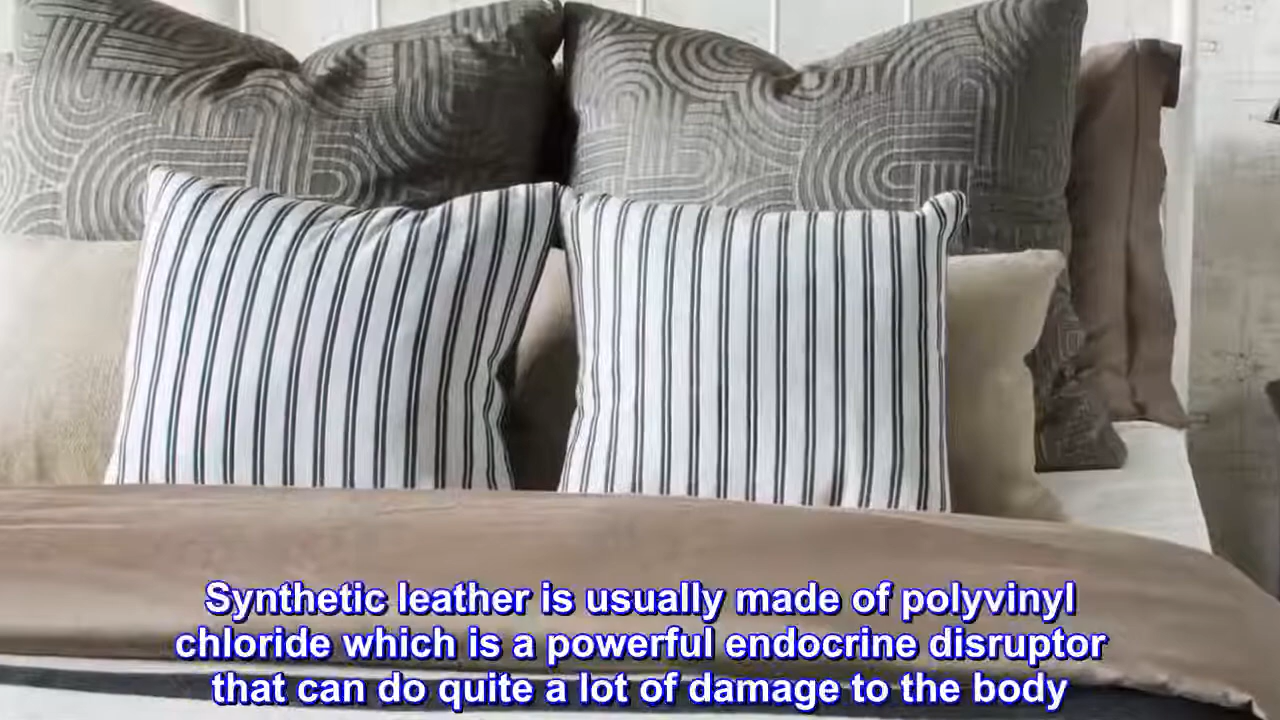 Synthetic leather is usually made of polyvinyl
chloride which is a powerful endocrine disruptor
that can do quite a lot of damage to the body